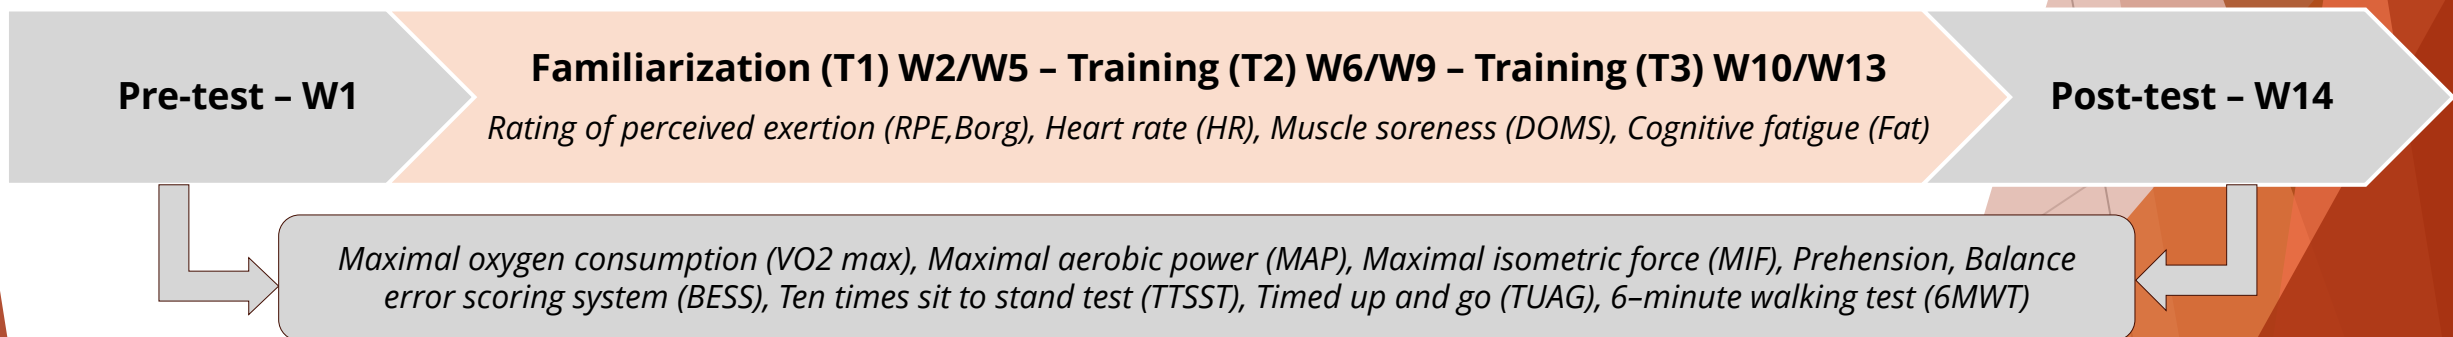 Pre-test – W1
Familiarization (T1) W2/W5 – Training (T2) W6/W9 – Training (T3) W10/W13
Rating of perceived exertion (RPE,Borg), Heart rate (HR), Muscle soreness (DOMS), Cognitive fatigue (Fat)
Post-test – W14
Maximal oxygen consumption (VO2 max), Maximal aerobic power (MAP), Maximal isometric force (MIF), Prehension, Balance
error scoring system (BESS), Ten times sit to stand test (TTSST), Timed up and go (TUAG), 6–minute walking test (6MWT)